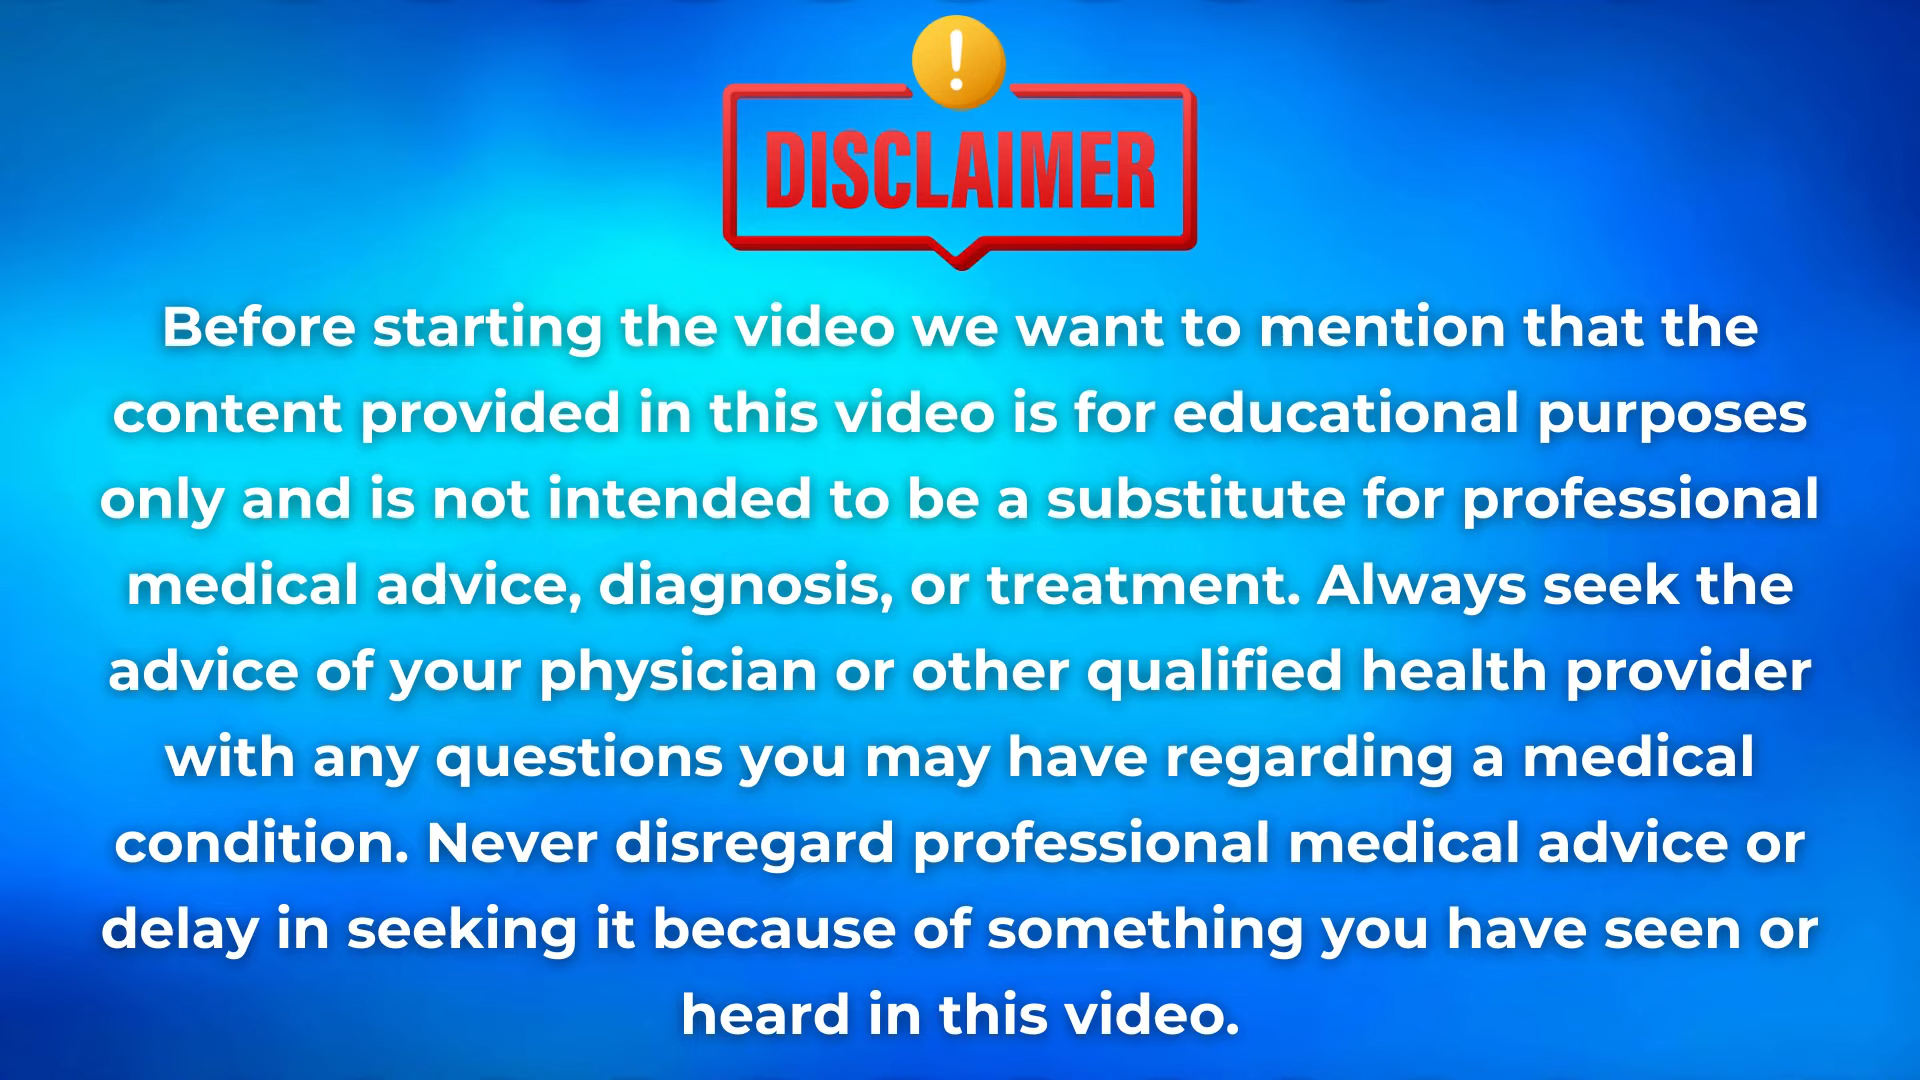 !
DISCLAIMER
Before starting the video we want to mention that the
content provided in this video is for educational purposes
only and is not intended to be a substitute for professional
medical advice, diagnosis, or treatment. Always seek the
advice of your physician or other qualified health provider
with any questions you may have regarding a medical
condition. Never disregard professional medical advice or
delay in seeking it because of something you have seen or
heard in this video.